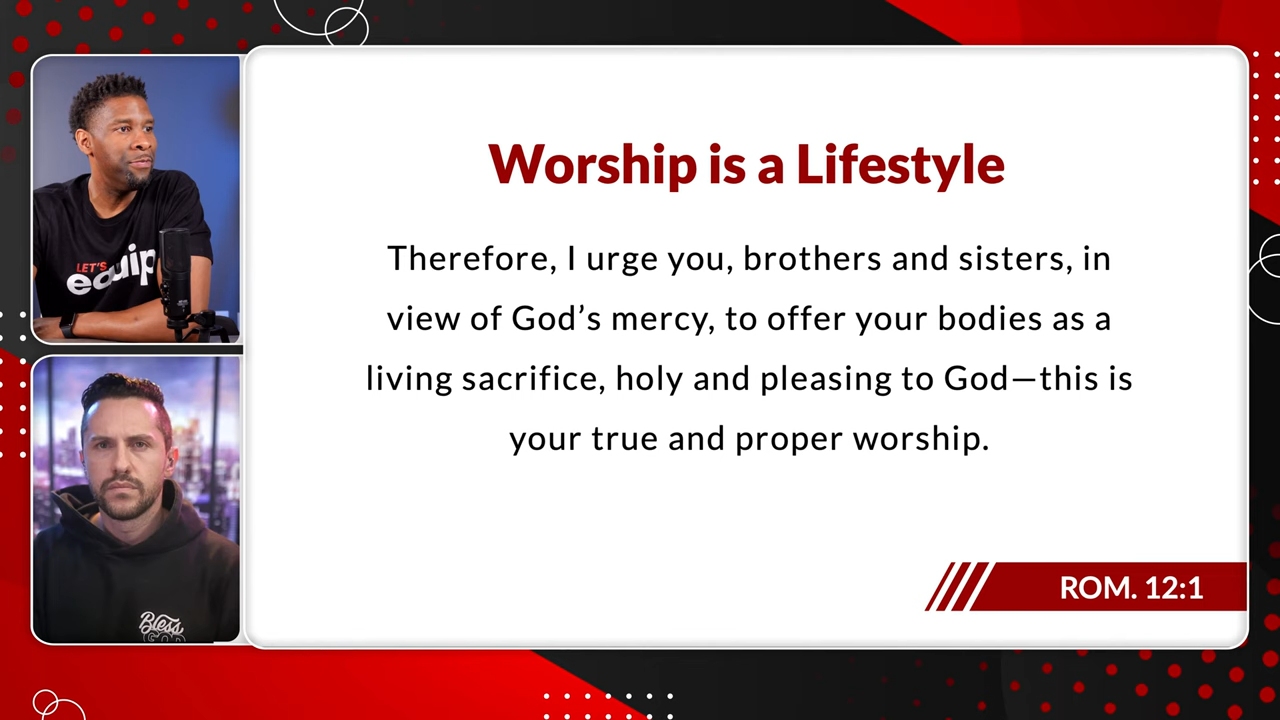 Worship is a Lifestyle
Therefore, I urge you, brothers and sisters, in
view of God’s mercy, to offer your bodies as a
living sacrifice, holy and pleasing to God—this is
your true and proper worship.
ROM. 12:1
LET'S
equip
Bless
GOD